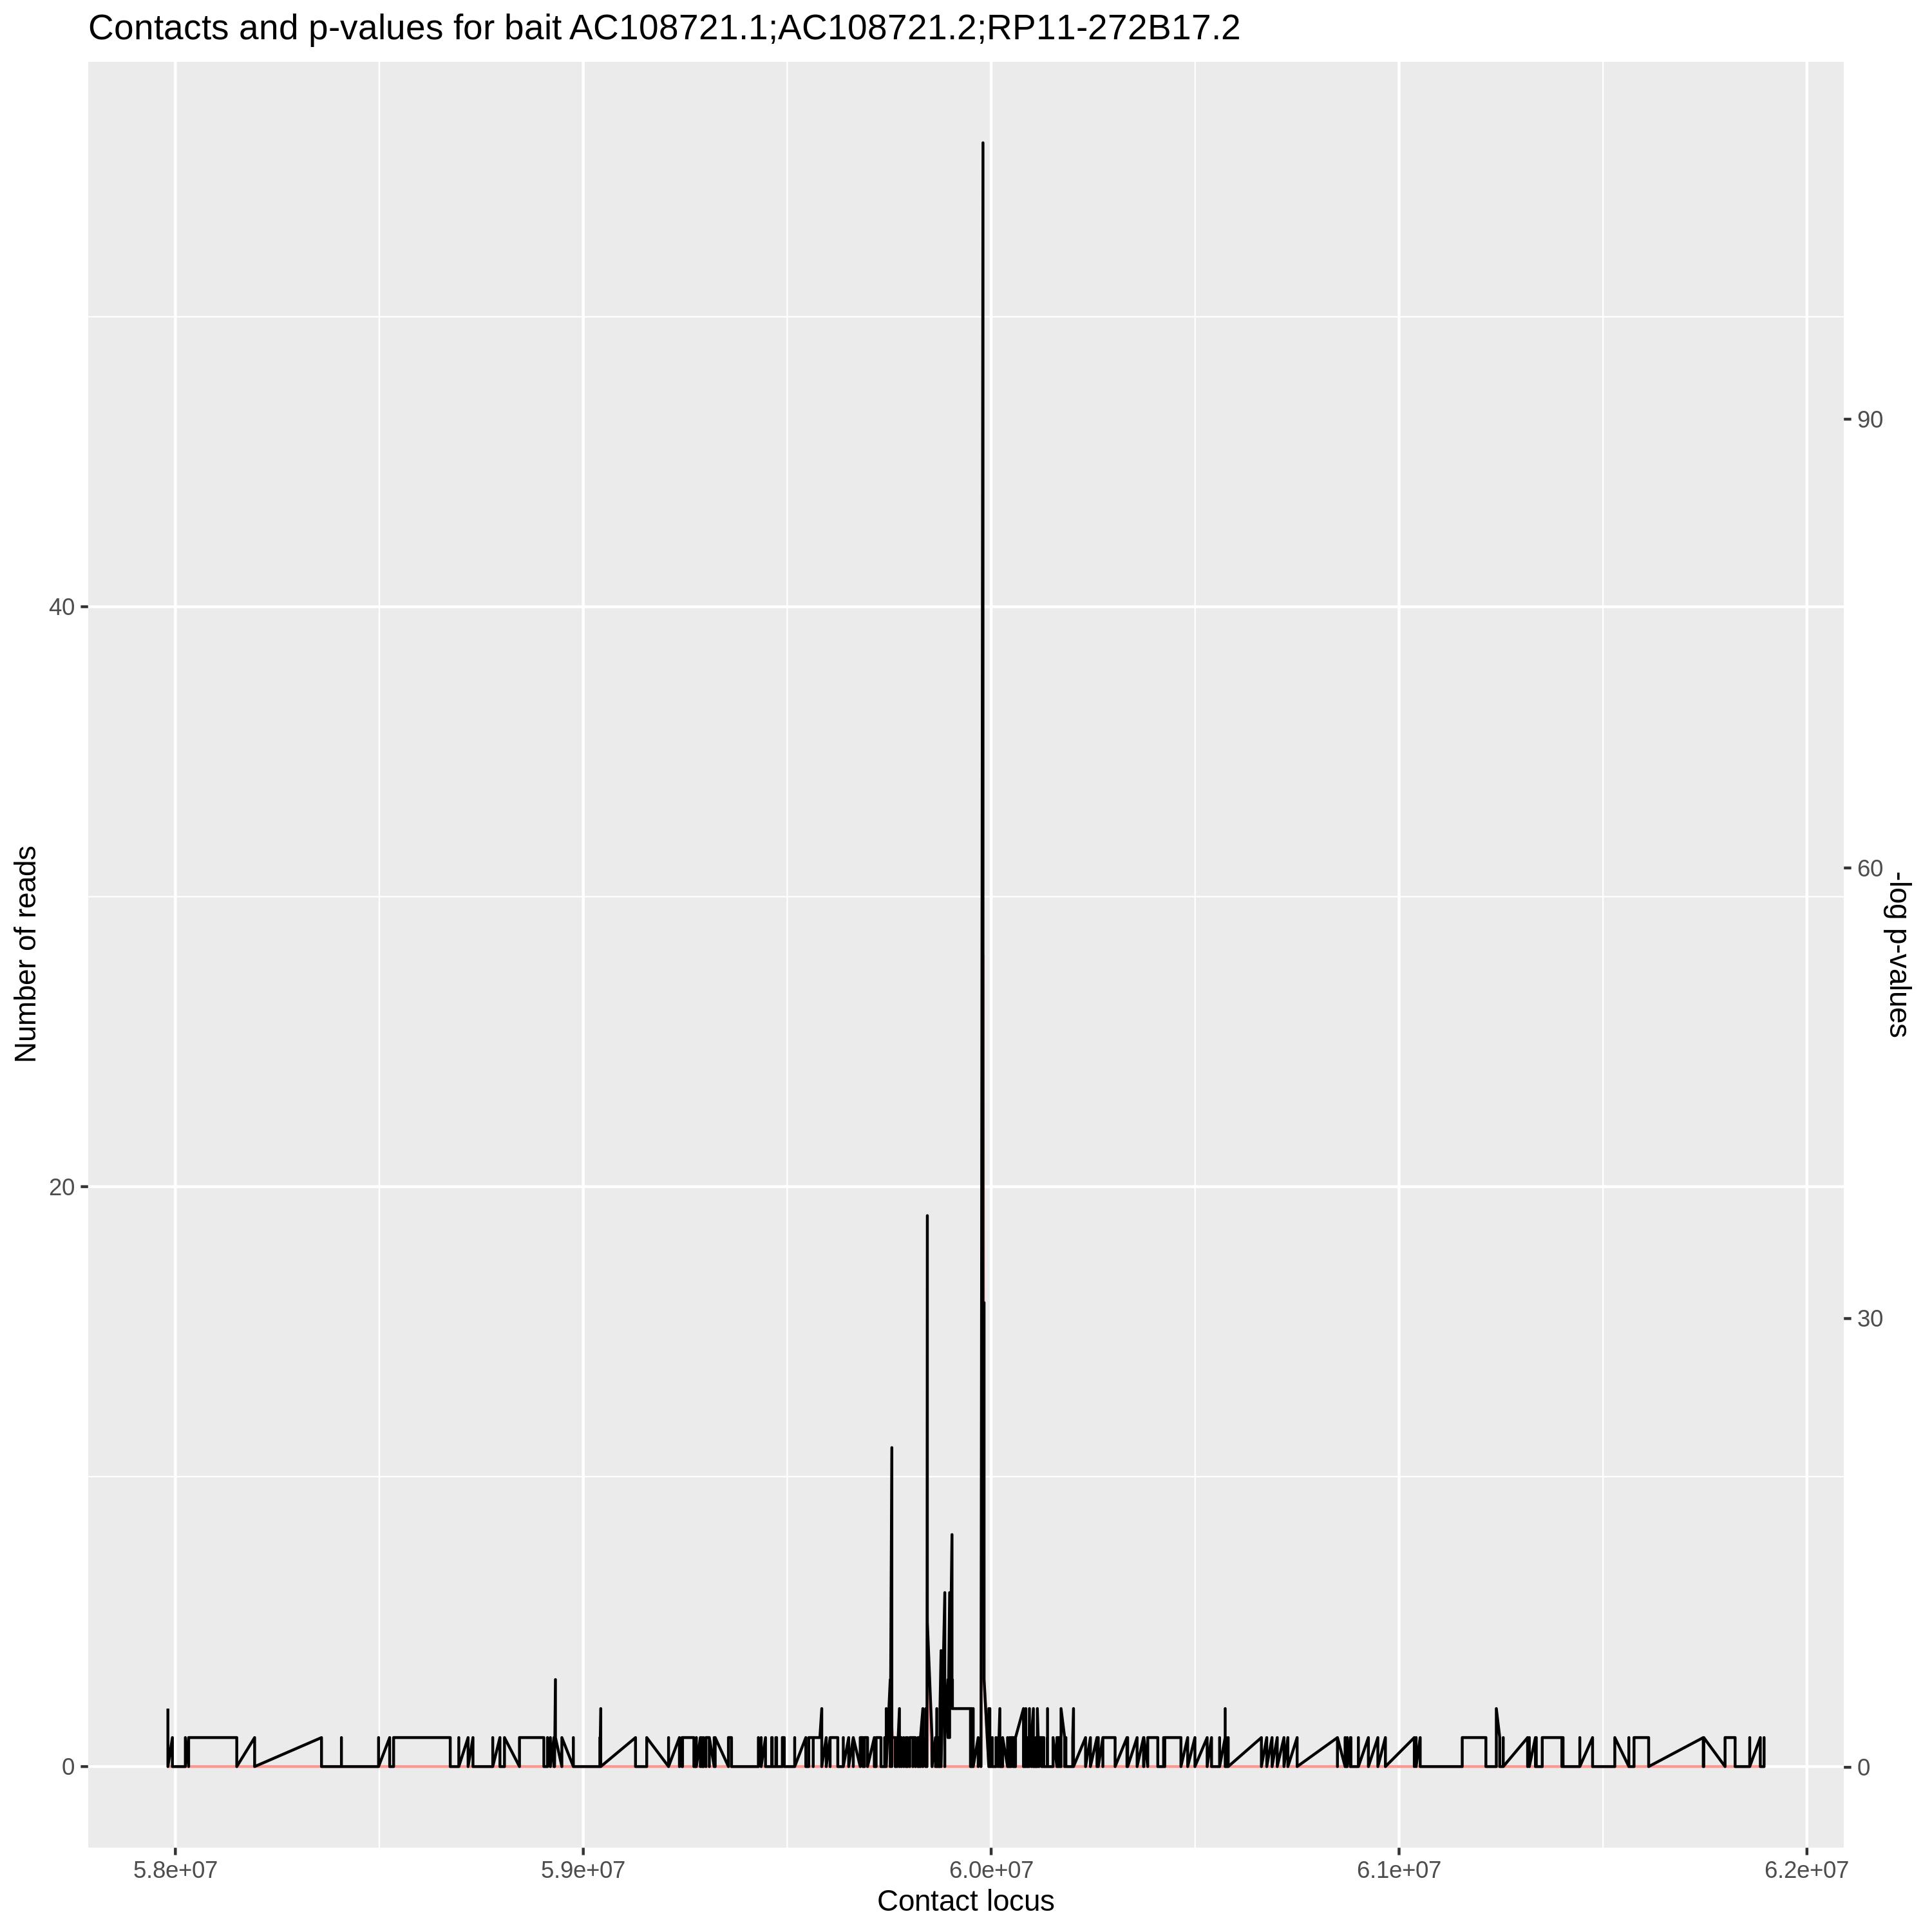 Contacts and p-values for bait AC108721.1;AC108721.2;RP11-272B17.2
Number of reads
40
20
0
90
60
30
0
-log p-values
5.8e+07
5.9e+07
6.0e+07
6.1e+07
6.2e+07
Contact locus